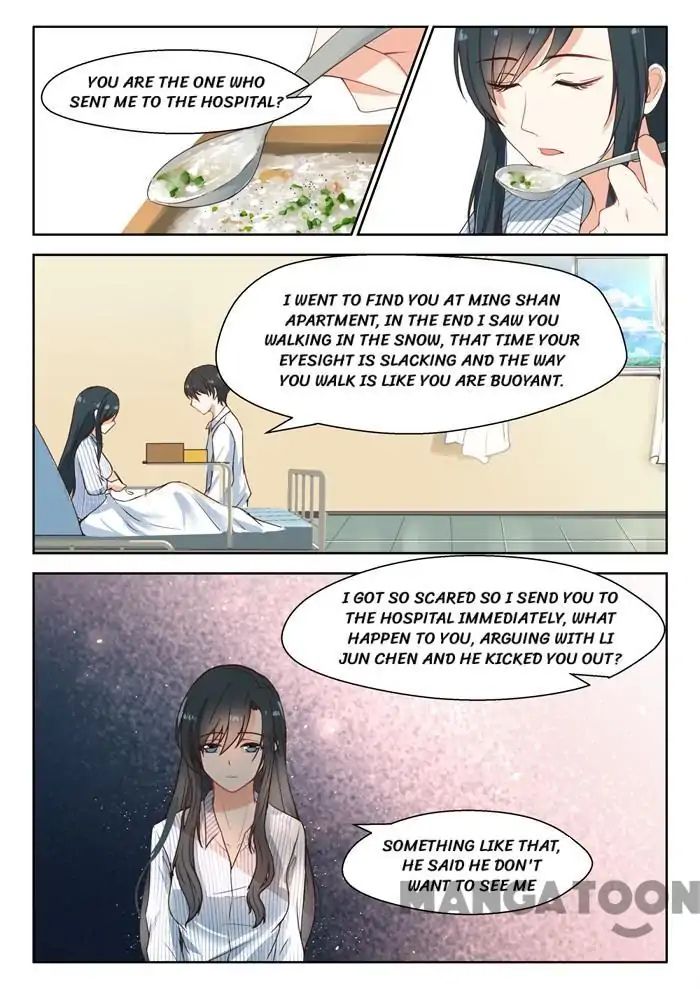 YOU ARE THE ONE WHO
SENT ME TO THE HOSPITAL?
I WENT TO FIND YOU AT MING SHAN
APARTMENT, IN THE END I SAW YOU
WALKING IN THE SNOW, THAT TIME YOUR
EYESIGHT IS SLACKING AND THE WAY
YOU WALK IS LIKE YOU ARE BUOYANT.
I GOT SO SCARED SO I SEND YOU TO
THE HOSPITAL IMMEDIATELY, WHAT
HAPPEN TO YOU, ARGUING WITH LI
JUN CHEN AND HE KICKED YOU OUT?
SOMETHING LIKE THAT,
HE SAID HE DON'T
WANT TO SEE ME
MANGATOON